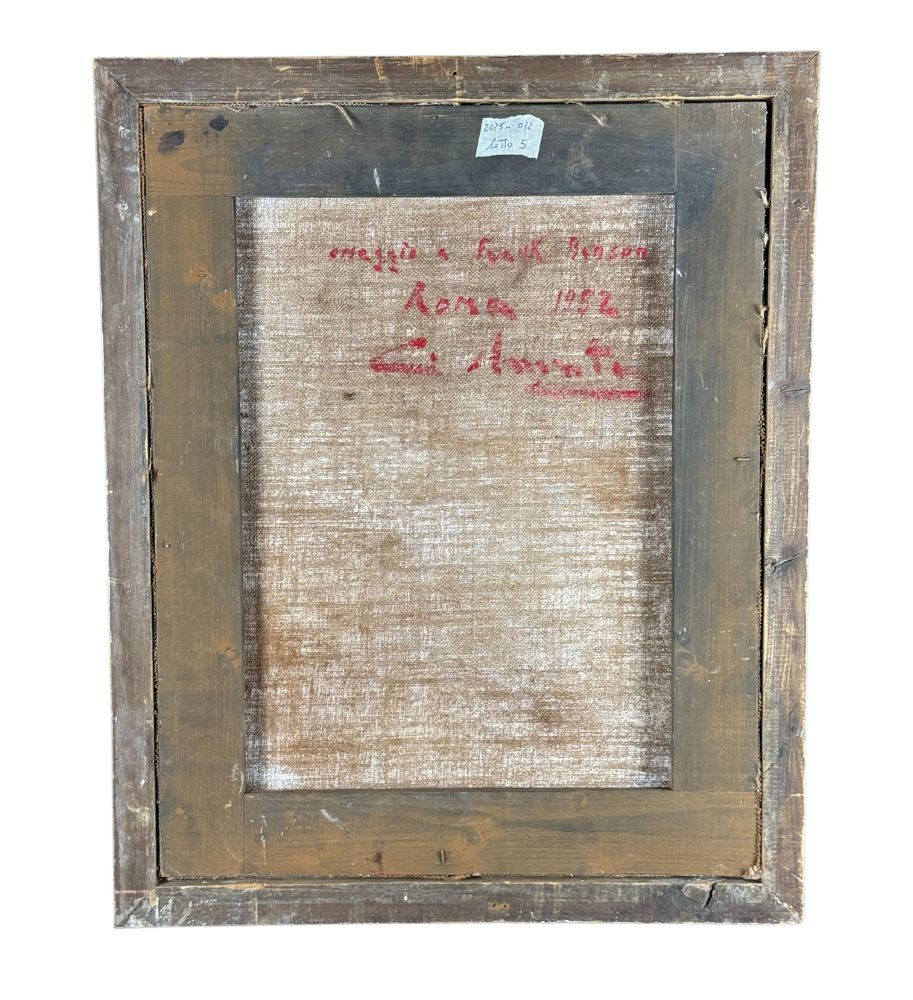 2025-012
Lotto 5
omaggio a Frank Benson
Roma 1952